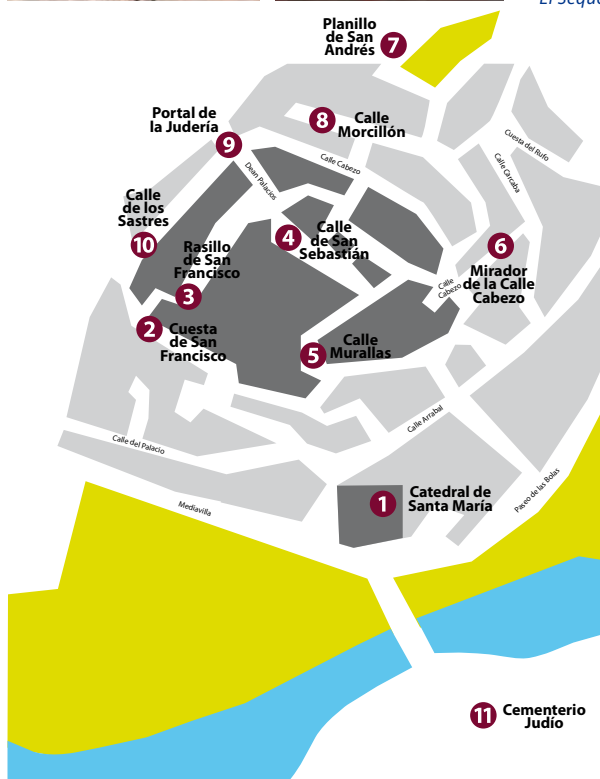 El Seque
Planillo
de San
Andrés
7
8
Calle
Morcillón
Portal de
la Judería
9
Cuesta del Rufo
Calle Cabezo
Calle Carcaba
Dean Palacios
Calle
de los
Sastres
10
4
Calle
de San
Sebastián
Rasillo
de San
Francisco
3
6
Mirador
de la Calle
Cabezo
Calle
Cabezo
2
Cuesta
de San
Francisco
5
Calle
Murallas
Calle Arrabal
Calle del Palacio
Mediavilla
1
Catedral de
Santa María
Paseo de las Bolas
11
Cementerio
Judío